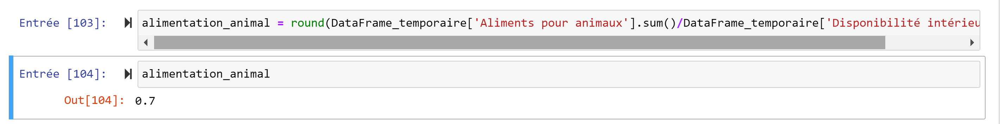 Entrée [103]: alimentation_animal = round(DataFrame_temporaire['Aliments pour animaux'].sum()/DataFrame_temporaire['Disponibilité intérieu
Entrée [104]: alimentation_animal
Out[104]: 0.7